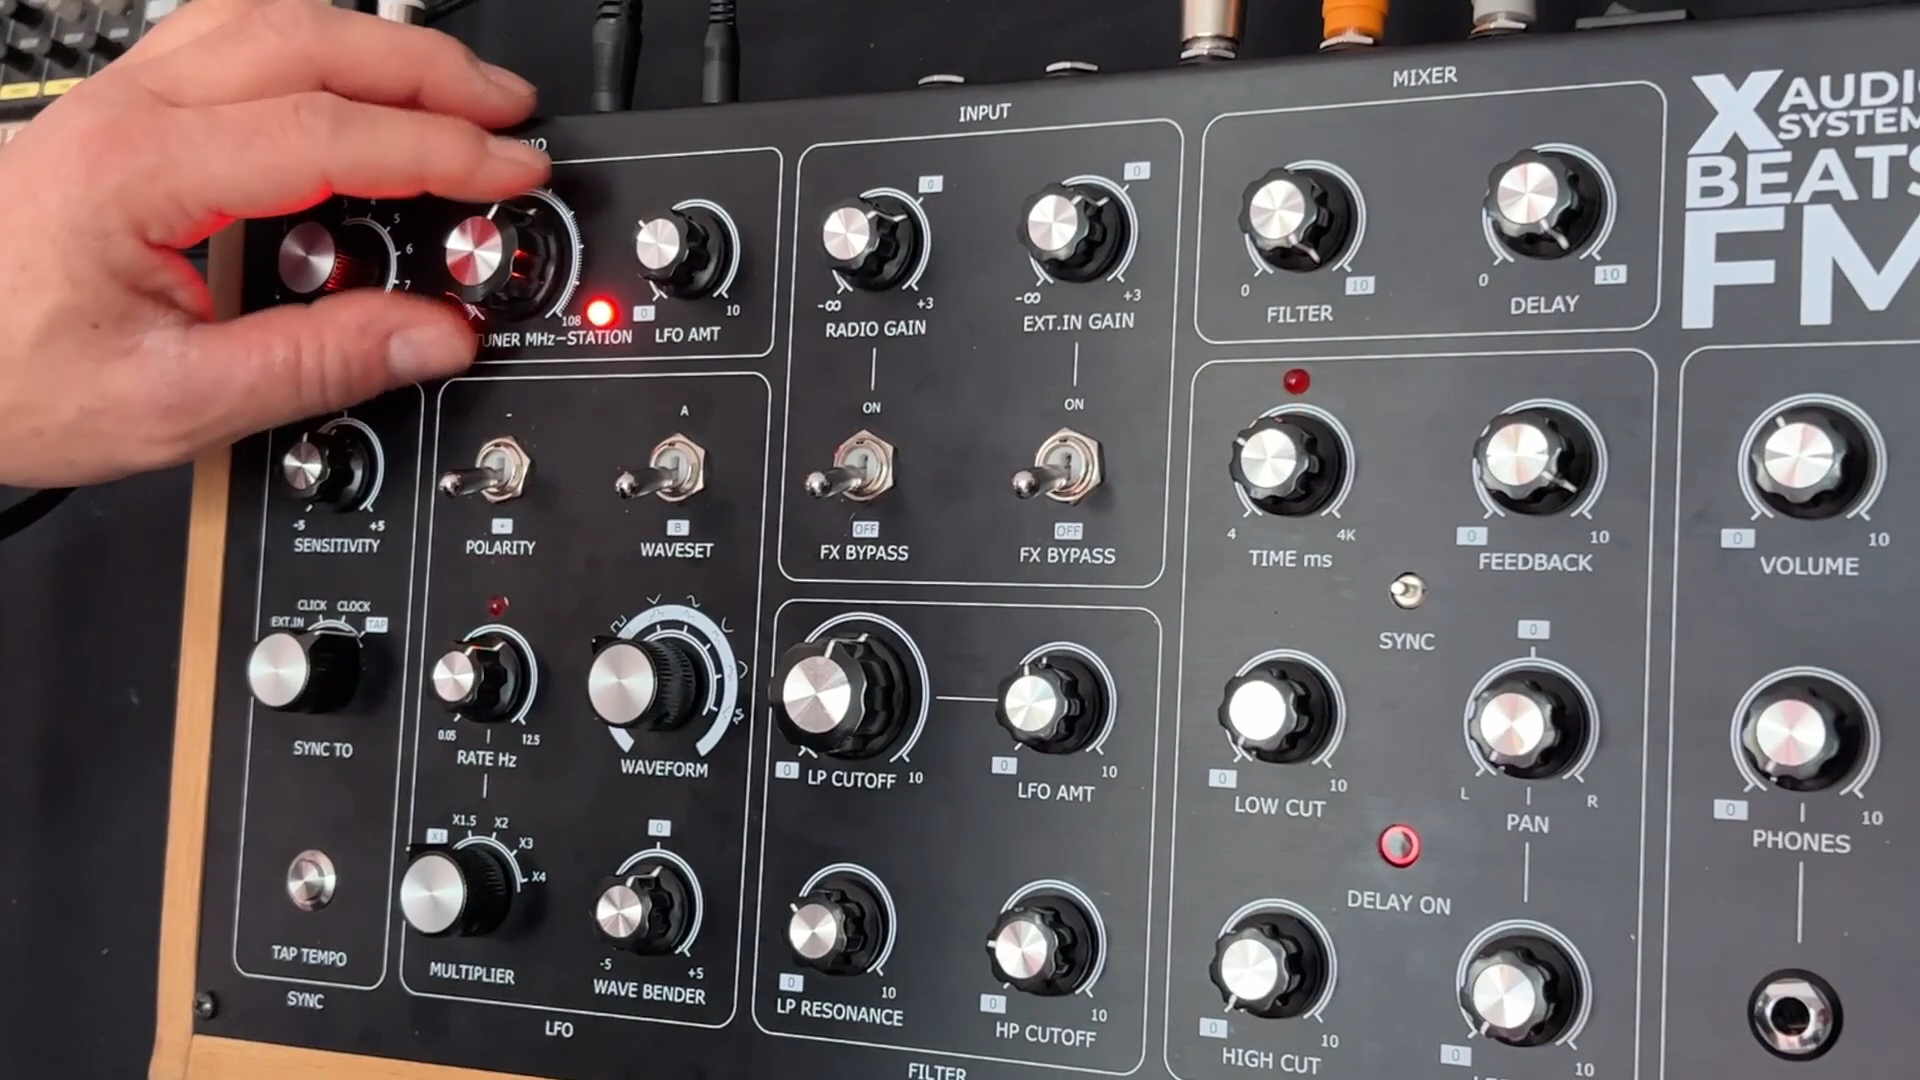 MIXER
INPUT
X AUDIO
SYSTEMS
BEATS
FM
5
6
7
108
TUNER MHz-STATION
0
10
LFO AMT
0
-∞
+3
RADIO GAIN
0
-∞
+3
EXT.IN GAIN
0
10
FILTER
0
10
DELAY
-5
+5
SENSITIVITY
-
+
POLARITY
A
B
WAVESET
ON
OFF
FX BYPASS
ON
OFF
FX BYPASS
4
4K
TIME ms
0
10
FEEDBACK
0
10
VOLUME
SYNC
EXT.IN
CLICK
CLOCK
TAP
SYNC TO
0.05
12.5
RATE Hz
WAVEFORM
0
LP CUTOFF
10
0
10
LFO AMT
0
10
LOW CUT
0
L
R
PAN
0
10
PHONES
TAP TEMPO
SYNC
X1
X1.5
X2
X3
X4
MULTIPLIER
0
-5
+5
WAVE BENDER
LFO
0
10
LP RESONANCE
0
10
HP CUTOFF
FILTER
DELAY ON
0
10
HIGH CUT
0
10